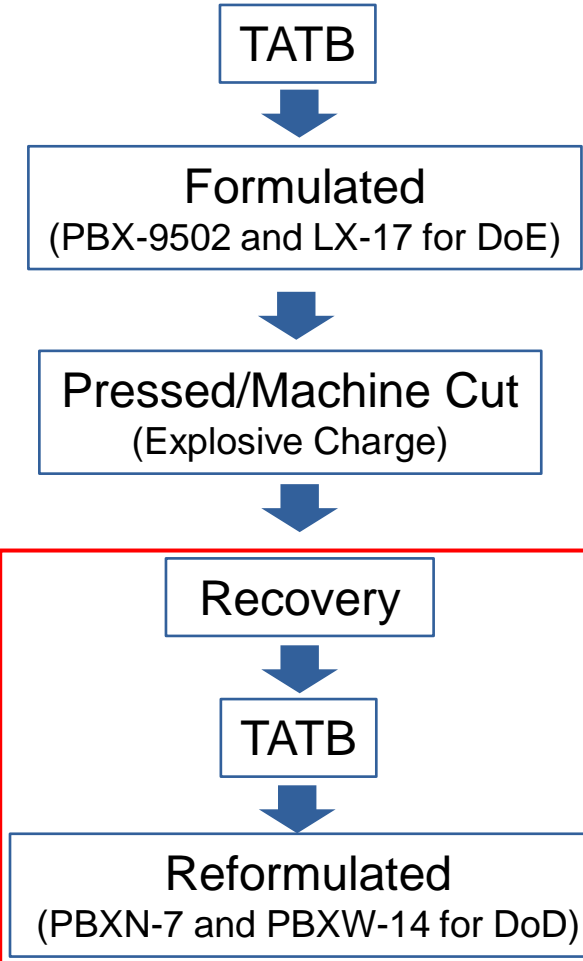 TATB
Formulated
(PBX-9502 and LX-17 for DoE)
Pressed/Machine Cut
(Explosive Charge)
Recovery
TATB
Reformulated
(PBXN-7 and PBXW-14 for DoD)